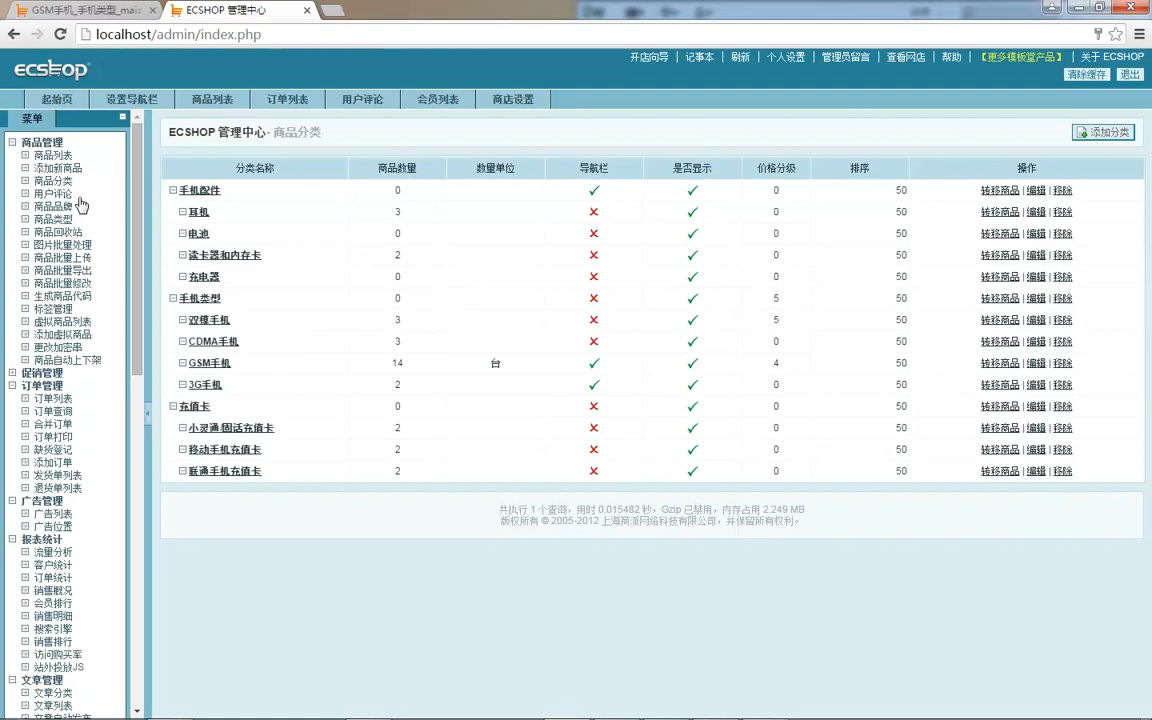 GSM手机_手机类型_maiz
ECSHOP 管理中心
localhost/admin/index.php
ecshop
开店向导 | 记事本 | 刷新 | 个人设置 | 管理员留言 | 查看网店 | 帮助 | 【更多模板堂产品】 | 关于 ECSHOP
清除缓存 退出
起始页 设置导航栏 商品列表 订单列表 用户评论 会员列表 商店设置
菜单
商品管理
商品列表
添加新商品
商品分类
用户评论
商品品牌
商品类型
商品回收站
图片批量处理
商品批量上传
商品批量导出
商品批量修改
生成商品代码
标签管理
虚拟商品列表
添加虚拟商品
更改加密串
商品自动上下架
促销管理
订单管理
订单列表
订单查询
合并订单
订单打印
缺货登记
添加订单
发货单列表
退货单列表
广告管理
广告列表
广告位置
报表统计
流量分析
客户统计
订单统计
销售概况
会员排行
销售明细
搜索引擎
销售排行
访问购买率
站外投放JS
文章管理
文章分类
文章列表
文章自动发布
ECSHOP 管理中心 - 商品分类
添加分类
分类名称 商品数量 数量单位 导航栏 是否显示 价格分级 排序 操作
手机配件 0 0 50 转移商品 | 编辑 | 移除
耳机 3 0 50 转移商品 | 编辑 | 移除
电池 0 0 50 转移商品 | 编辑 | 移除
读卡器和内存卡 2 0 50 转移商品 | 编辑 | 移除
充电器 0 0 50 转移商品 | 编辑 | 移除
手机类型 0 5 50 转移商品 | 编辑 | 移除
双模手机 3 5 50 转移商品 | 编辑 | 移除
CDMA手机 3 0 50 转移商品 | 编辑 | 移除
GSM手机 14 台 4 50 转移商品 | 编辑 | 移除
3G手机 2 0 50 转移商品 | 编辑 | 移除
充值卡 0 0 50 转移商品 | 编辑 | 移除
小灵通/固话充值卡 2 0 50 转移商品 | 编辑 | 移除
移动手机充值卡 2 0 50 转移商品 | 编辑 | 移除
联通手机充值卡 2 0 50 转移商品 | 编辑 | 移除
共执行 1 个查询，用时 0.015482 秒，Gzip 已禁用，内存占用 2.249 MB
版权所有 © 2005-2012 上海商派网络科技有限公司，并保留所有权利。